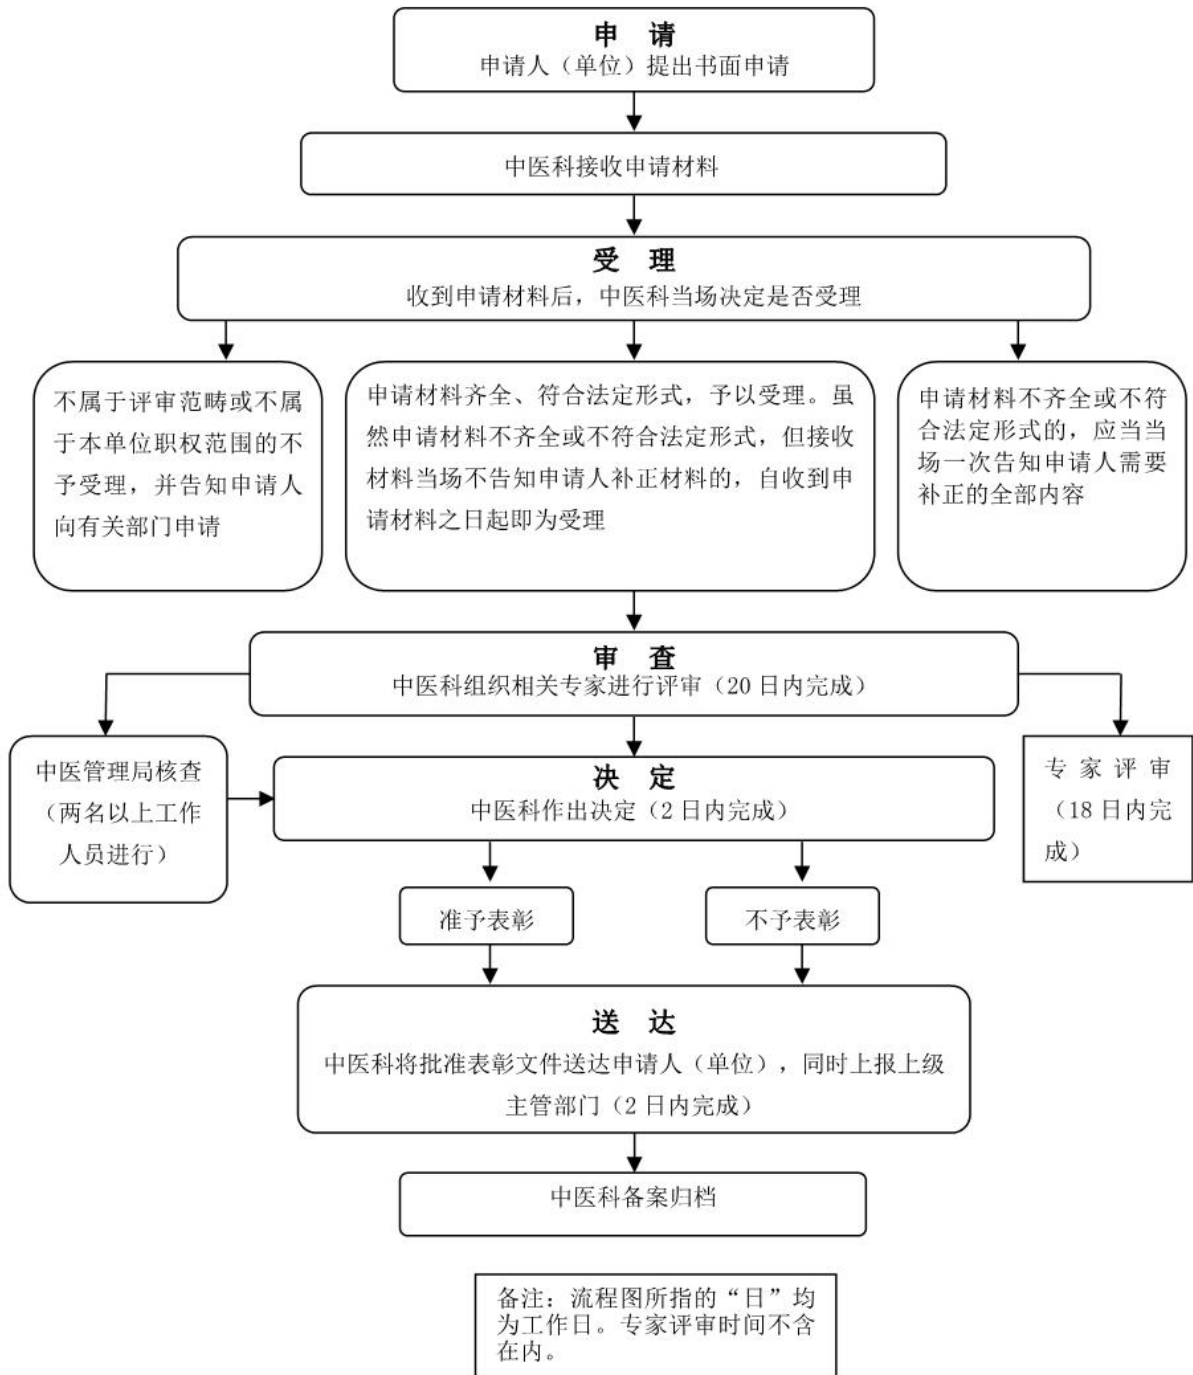 申 请
申请人（单位）提出书面申请
中医科接收申请材料
受 理
收到申请材料后，中医科当场决定是否受理
不属于评审范畴或不属
于本单位职权范围的不
予受理，并告知申请人
向有关部门申请
申请材料齐全、符合法定形式，予以受理。虽
然申请材料不齐全或不符合法定形式，但接收
材料当场不告知申请人补正材料的，自收到申
请材料之日起即为受理
申请材料不齐全或不符
合法定形式的，应当当
场一次告知申请人需要
补正的全部内容
审 查
中医科组织相关专家进行评审（20 日内完成）
中医管理局核查
（两名以上工作
人员进行）
决 定
中医科作出决定（2 日内完成）
专 家 评 审
（18 日内完
成）
准予表彰
不予表彰
送 达
中医科将批准表彰文件送达申请人（单位），同时上报上级
主管部门（2 日内完成）
中医科备案归档
备注：流程图所指的“日”均
为工作日。专家评审时间不含
在内。